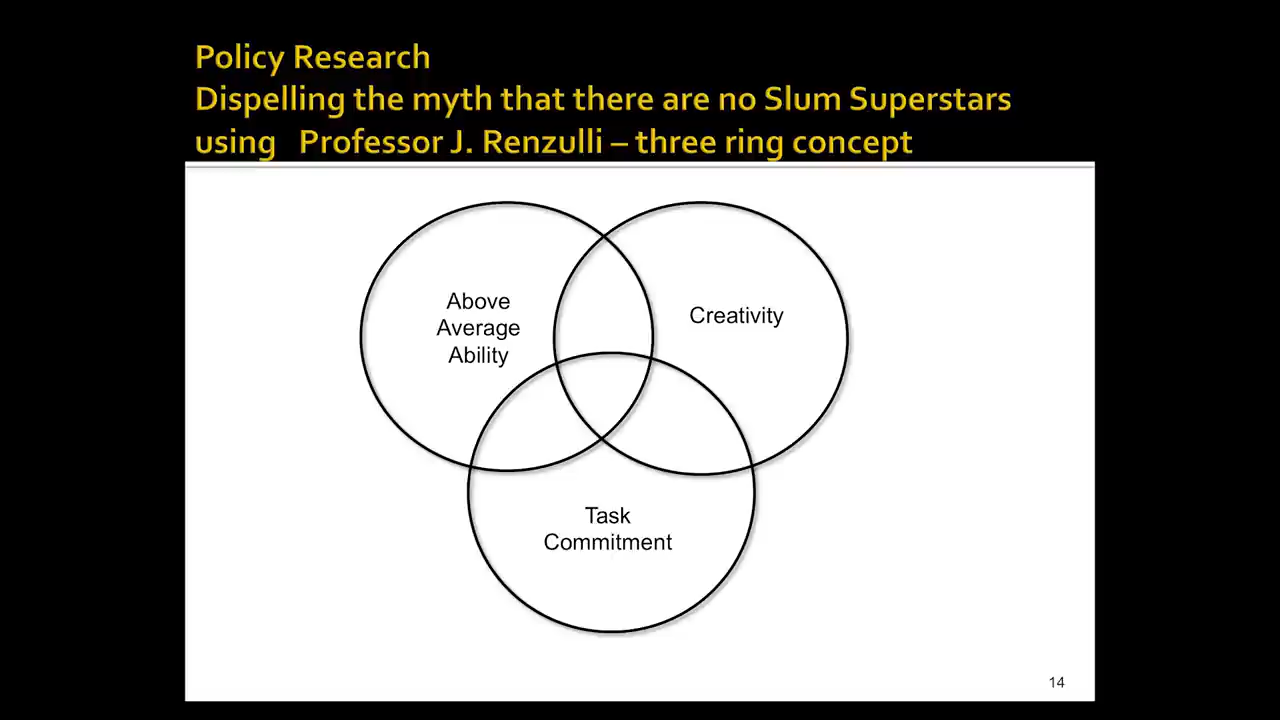 Policy Research
Dispelling the myth that there are no Slum Superstars
using Professor J. Renzulli – three ring concept
Above
Average
Ability
Creativity
Task
Commitment
14